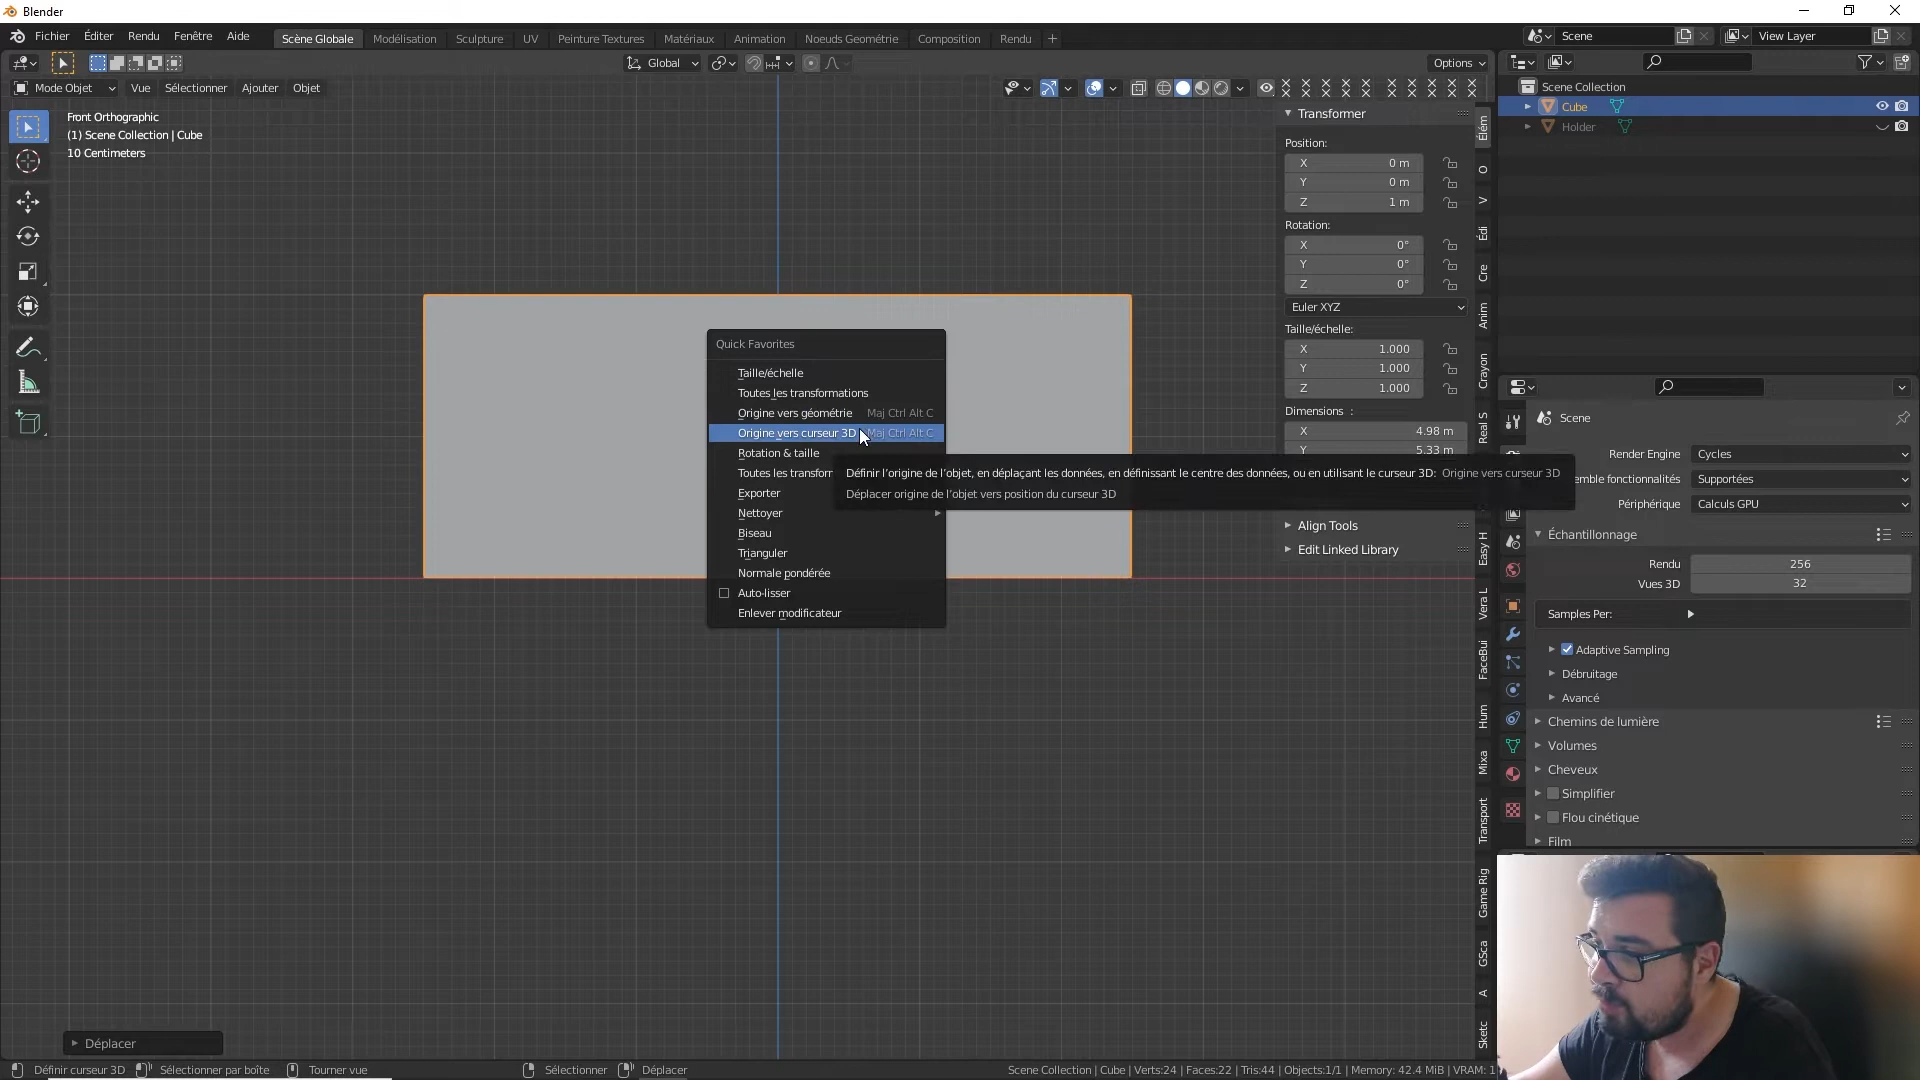 Blender
Fichier Éditer Rendu Fenêtre Aide
Scène Globale Modélisation Sculpture UV Peinture Textures Matériaux Animation Noeuds Géométrie Composition Rendu +
Scene View Layer
Global Options
Mode Objet Vue Sélectionner Ajouter Objet
Front Orthographic
(1) Scene Collection | Cube
10 Centimeters
Quick Favorites
Taille/échelle
Toutes les transformations
Origine vers géométrie Maj Ctrl Alt C
Origine vers curseur 3D Maj Ctrl Alt C
Rotation & taille
Toutes les transform
Exporter
Nettoyer
Biseau
Trianguler
Normale pondérée
Auto-lisser
Enlever modificateur
Définir l'origine de l'objet, en déplaçant les données, en définissant le centre des données, ou en utilisant le curseur 3D: Origine vers curseur 3D
Déplacer origine de l'objet vers position du curseur 3D
Transformer
Position:
X 0 m
Y 0 m
Z 1 m
Rotation:
X 0°
Y 0°
Z 0°
Euler XYZ
Taille/échelle:
X 1.000
Y 1.000
Z 1.000
Dimensions :
X 4.98 m
Y 5.33 m
Align Tools
Edit Linked Library
Elém
O
V
Édi
Cre
Anim
Crayon
Real S
Easy H
Vera L
FaceBui
Hum
Mixa
Transport
Game Rig
GSca
A
Sketc
Scene Collection
Cube
Holder
Scene
Render Engine Cycles
emble fonctionnalités Supportées
Périphérique Calculs GPU
Échantillonnage
Rendu 256
Vues 3D 32
Samples Per:
Adaptive Sampling
Débruitage
Avancé
Chemins de lumière
Volumes
Cheveux
Simplifier
Flou cinétique
Film
Déplacer
Définir curseur 3D Sélectionner par boîte Tourner vue Sélectionner Déplacer
Scene Collection | Cube | Verts:24 | Faces:22 | Tris:44 | Objects:1/1 | Memory: 42.4 MiB | VRAM: 1